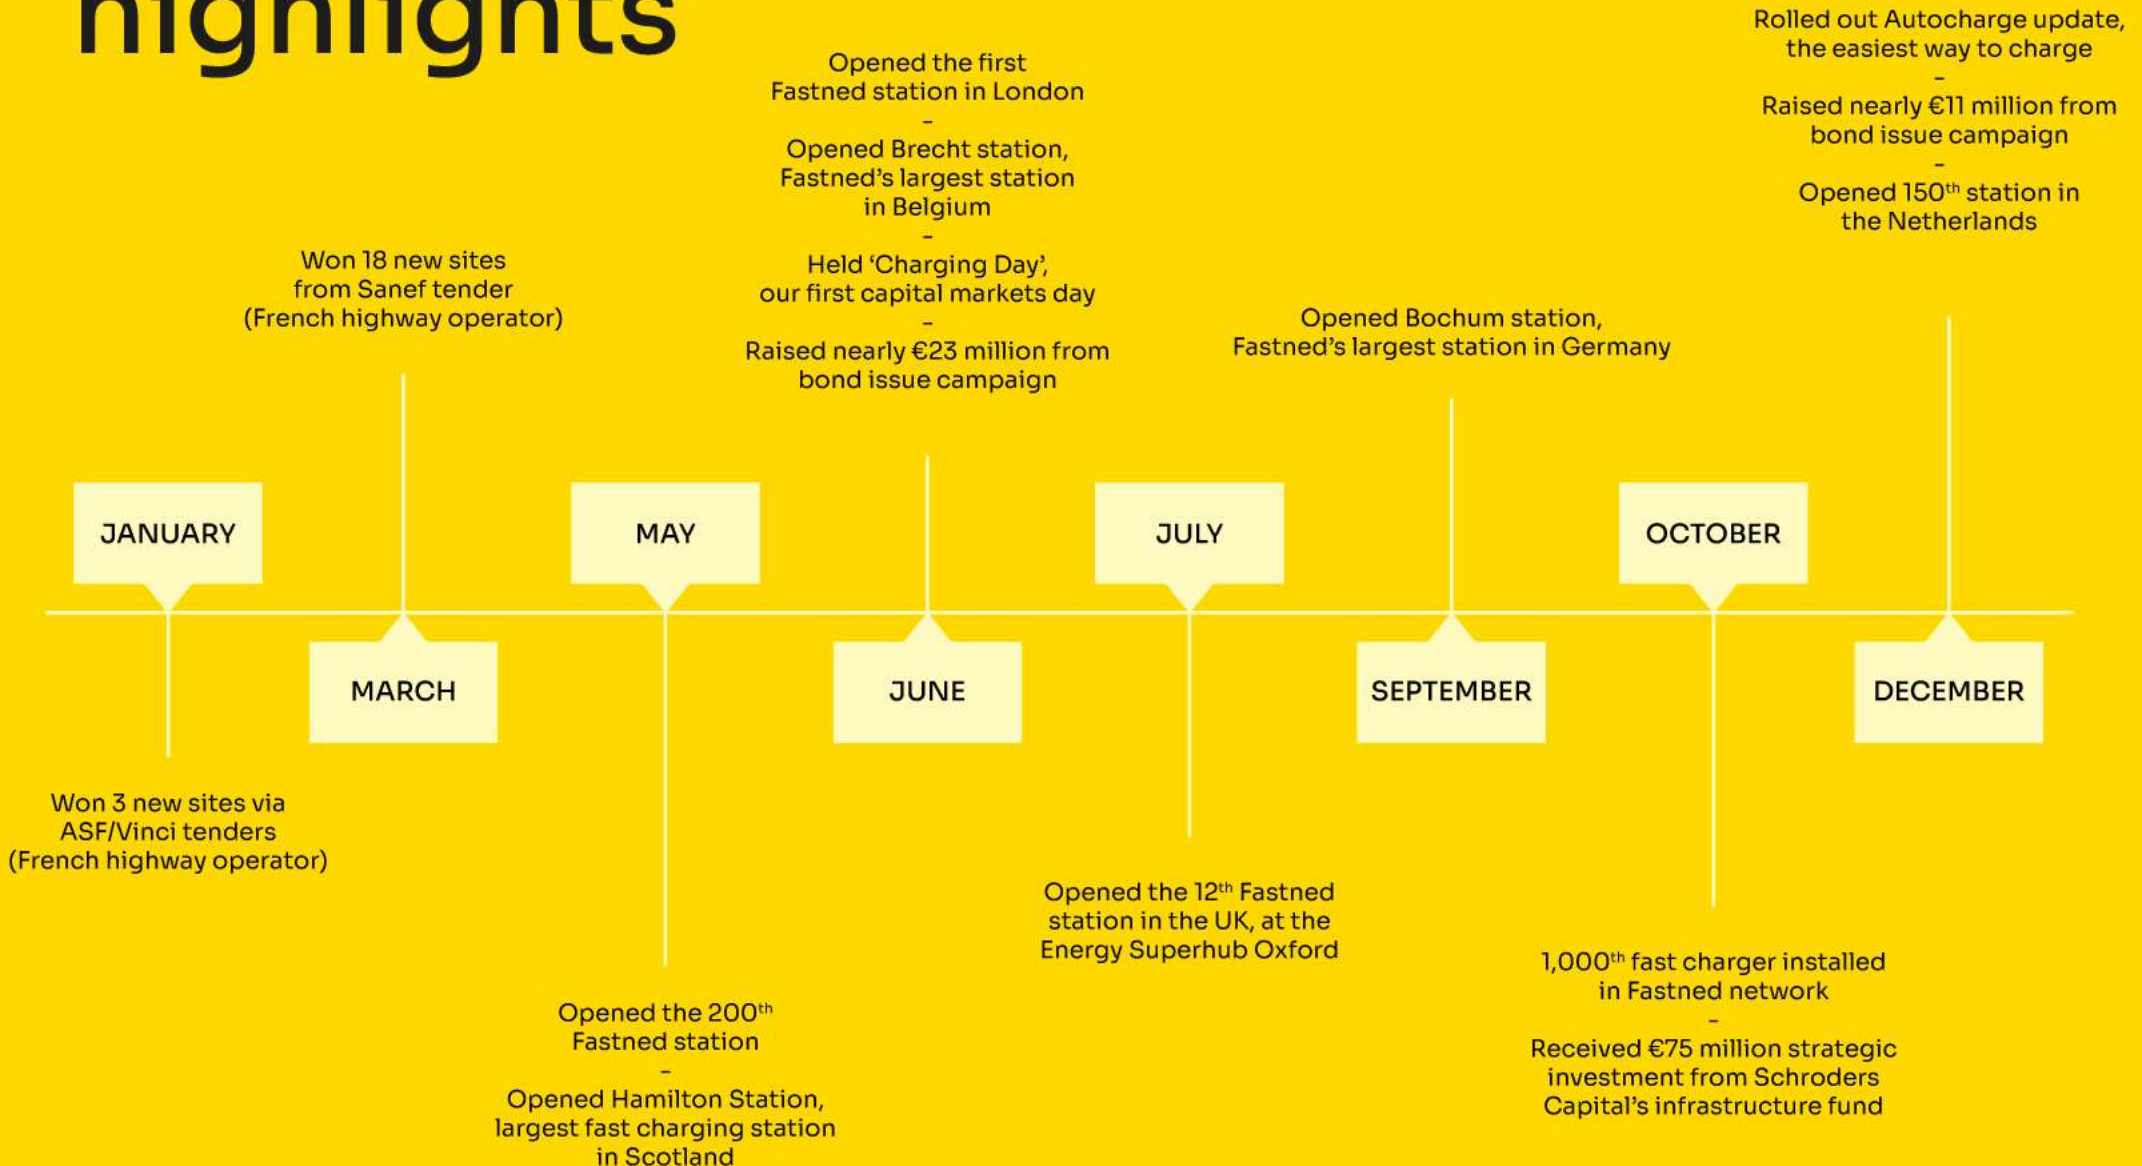 highlights
Rolled out Autocharge update,
the easiest way to charge
-
Raised nearly €11 million from
bond issue campaign
-
Opened 150th station in
the Netherlands
Opened the first
Fastned station in London
-
Opened Brecht station,
Fastned's largest station
in Belgium
-
Held ‘Charging Day’,
our first capital markets day
-
Raised nearly €23 million from
bond issue campaign
Won 18 new sites
from Sanef tender
(French highway operator)
Opened Bochum station,
Fastned's largest station in Germany
JANUARY
MAY
JULY
OCTOBER
MARCH
JUNE
SEPTEMBER
DECEMBER
Won 3 new sites via
ASF/Vinci tenders
(French highway operator)
Opened the 12th Fastned
station in the UK, at the
Energy Superhub Oxford
1,000th fast charger installed
in Fastned network
-
Received €75 million strategic
investment from Schroders
Capital's infrastructure fund
Opened the 200th
Fastned station
-
Opened Hamilton Station,
largest fast charging station
in Scotland